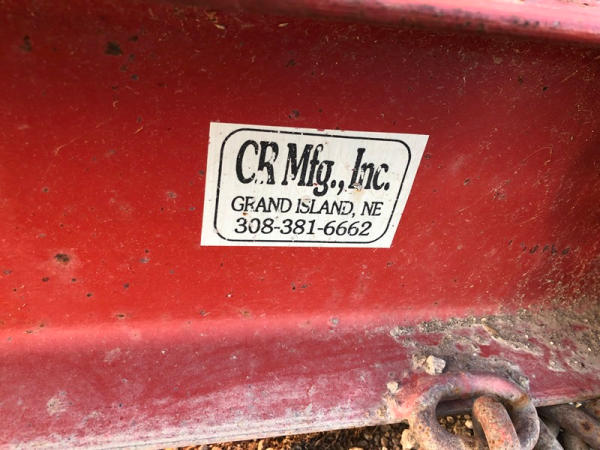 CR Mfg., Inc.
GRAND ISLAND, NE
308-381-6662